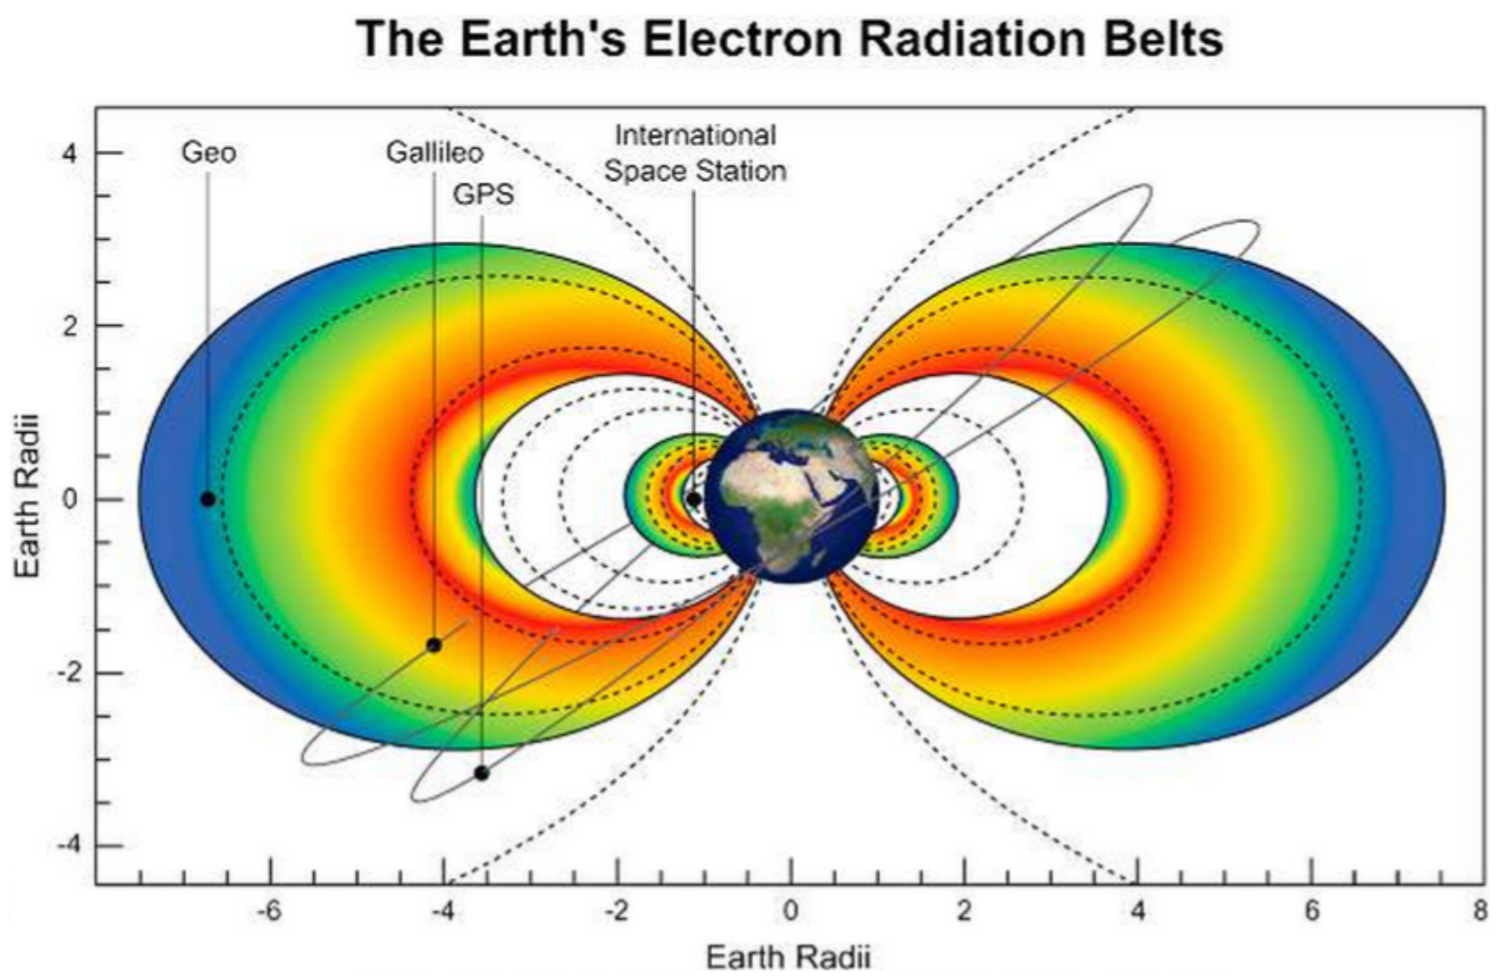 The Earth's Electron Radiation Belts
International
Space Station
Geo
Gallileo
GPS
4
2
0
-2
-4
Earth Radii
-6
-4
-2
0
2
4
6
8
Earth Radii